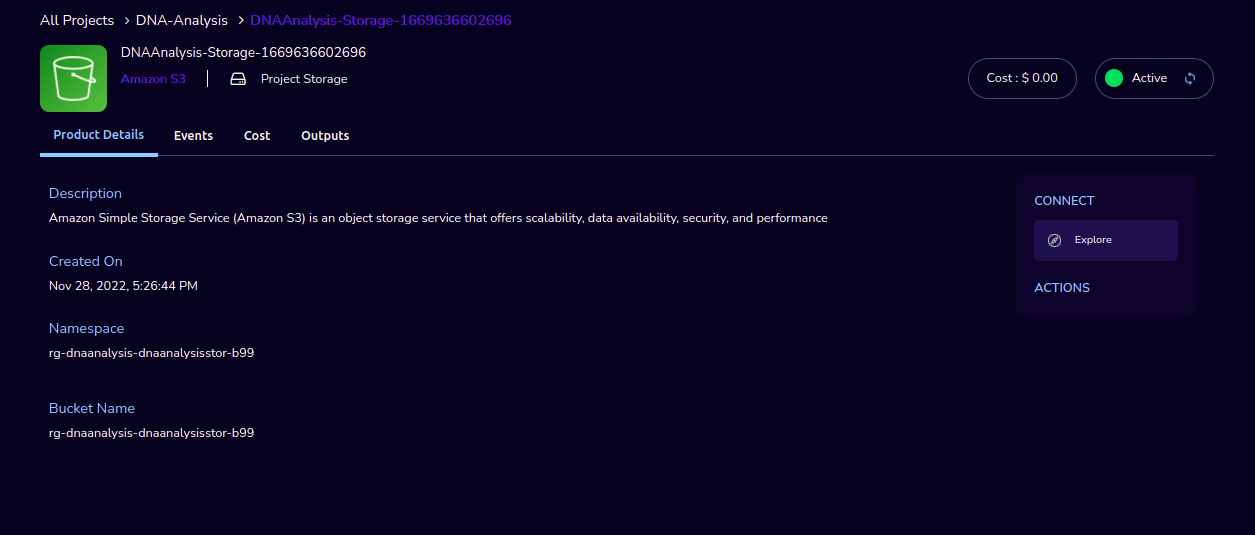 All Projects > DNA-Analysis > DNAAnalysis-Storage-1669636602696
DNAAnalysis-Storage-1669636602696
Amazon S3 | Project Storage
Cost : $ 0.00
Active
Product Details Events Cost Outputs
Description
Amazon Simple Storage Service (Amazon S3) is an object storage service that offers scalability, data availability, security, and performance
Created On
Nov 28, 2022, 5:26:44 PM
Namespace
rg-dnaanalysis-dnaanalysisstor-b99
Bucket Name
rg-dnaanalysis-dnaanalysisstor-b99
CONNECT
Explore
ACTIONS